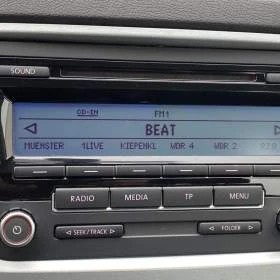 SOUND
CD-IN FM1
BEAT
MUENSTER 1LIVE KIEPENKL WDR 4 WDR 2
RADIO MEDIA TP MENU
SEEK/TRACK FOLDER